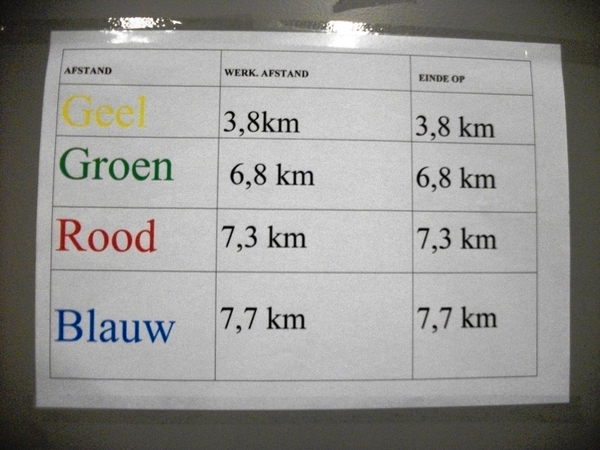 AFSTAND WERK. AFSTAND EINDE OP
Geel 3,8km 3,8 km
Groen 6,8 km 6,8 km
Rood 7,3 km 7,3 km
Blauw 7,7 km 7,7 km